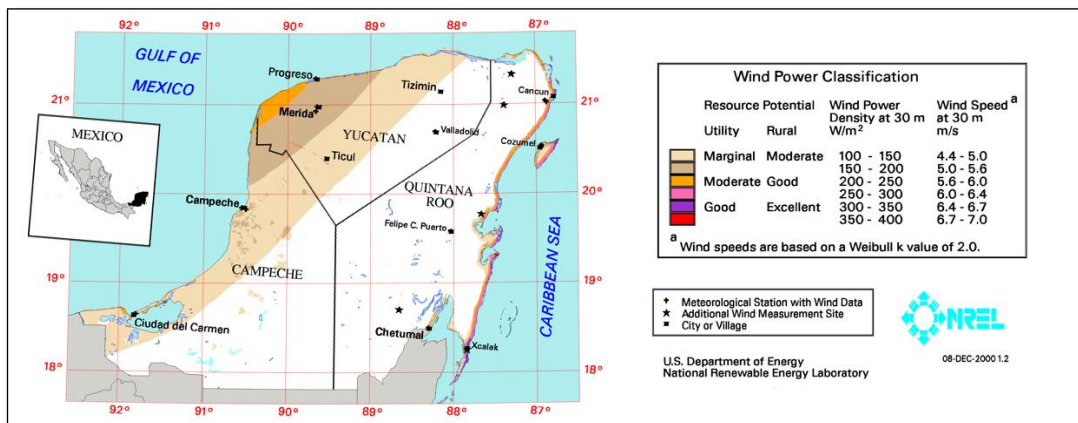 92° 91° 90° 89° 88° 87°
GULF OF
MEXICO
Progreso
Tizimin
Cancun
21° 21°
Merida
MEXICO
YUCATAN
Valladolid
Cozumel
Ticul
QUINTANA
ROO
20° 20°
Campeche
Felipe C. Puerto
CARIBBEAN SEA
CAMPECHE
19° 19°
Ciudad del Carmen
Chetumal
Xcalak
18° 18°
92° 91° 90° 89° 88° 87°
Wind Power Classification
Resource Potential Wind Power Wind Speed a
Density at 30 m at 30 m
Utility Rural W/m² m/s
Marginal Moderate 100 - 150 4.4 - 5.0
150 - 200 5.0 - 5.6
Moderate Good 200 - 250 5.6 - 6.0
250 - 300 6.0 - 6.4
Good Excellent 300 - 350 6.4 - 6.7
350 - 400 6.7 - 7.0
a Wind speeds are based on a Weibull k value of 2.0.
Meteorological Station with Wind Data
Additional Wind Measurement Site
City or Village
NREL
U.S. Department of Energy
National Renewable Energy Laboratory
08-DEC-2000 1.2